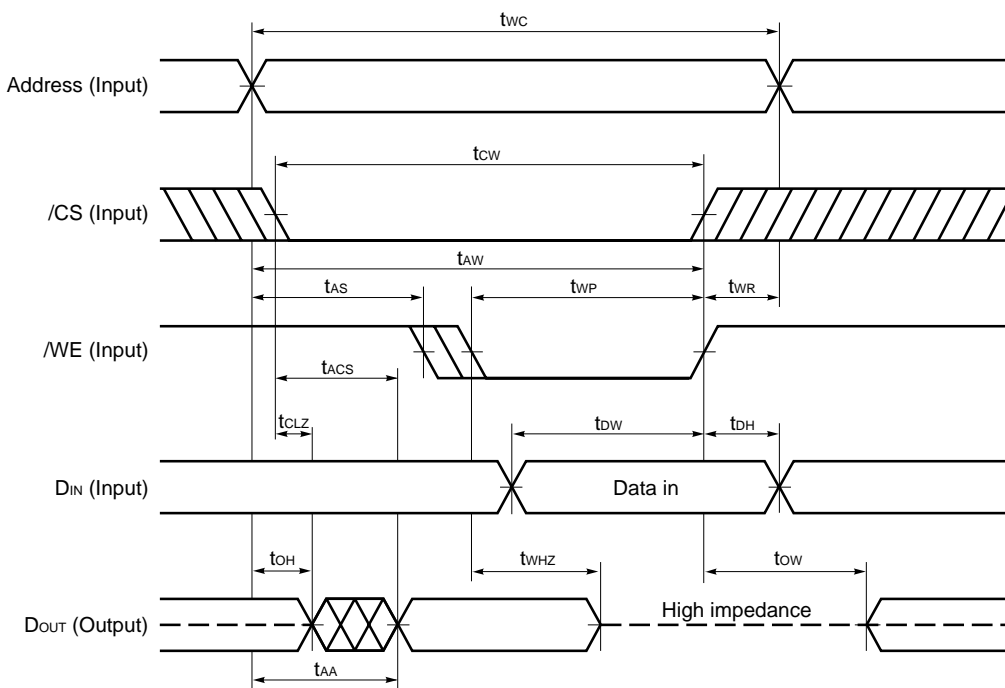 tWC
Address (Input)
tCW
/CS (Input)
tAW
tAS
tWP
tWR
/WE (Input)
tACS
tCLZ
tDW
tDH
DIN (Input)
Data in
tOH
tWHZ
tOW
High impedance
DOUT (Output)
tAA